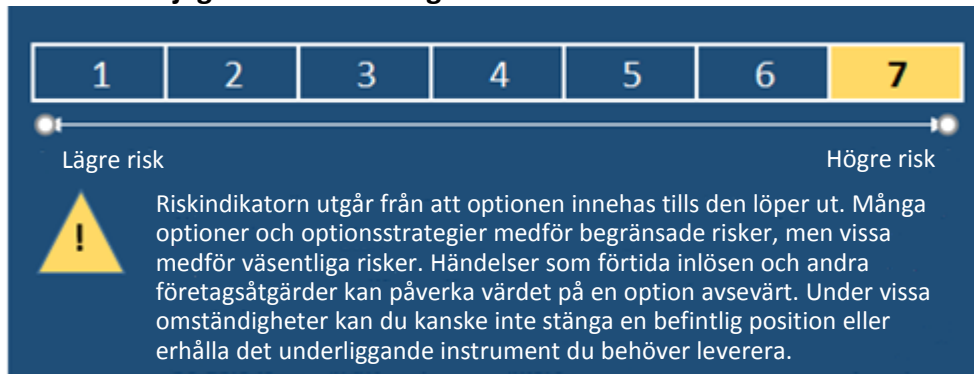 1 2 3 4 5 6 7
Lägre risk Högre risk
Riskindikatorn utgår från att optionen innehas tills den löper ut. Många
! optioner och optionsstrategier medför begränsade risker, men vissa
medför väsentliga risker. Händelser som förtida inlösen och andra
företagsåtgärder kan påverka värdet på en option avsevärt. Under vissa
omständigheter kan du kanske inte stänga en befintlig position eller
erhålla det underliggande instrument du behöver leverera.